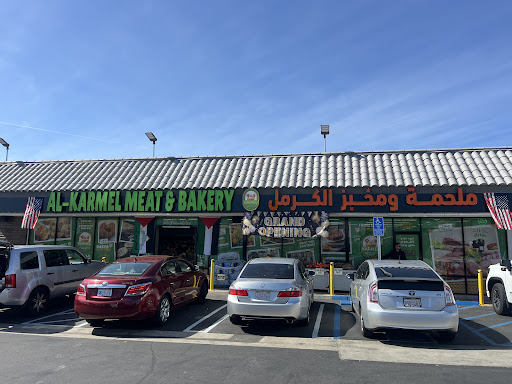 AL-KARMEL MEAT & BAKERY
ملحمة ومخبز الكرمل
GRAND
OPENING